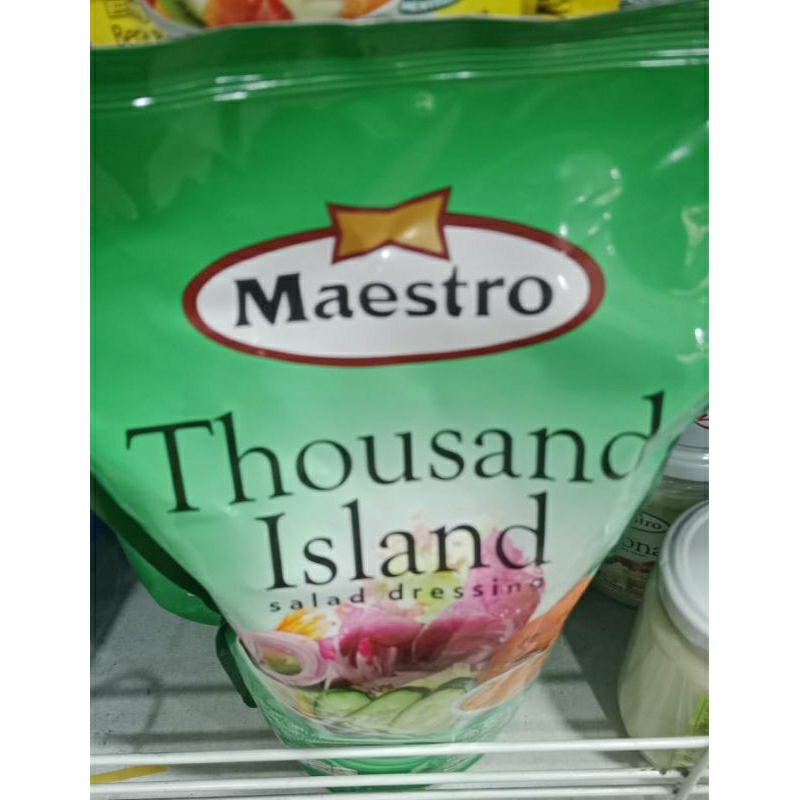 Maestro
Thousand
Island
salad dressing